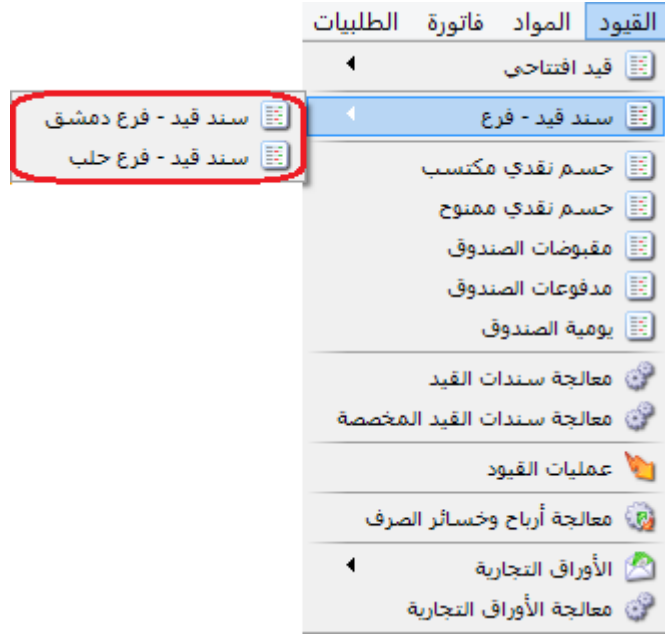 القيود المواد فاتورة الطلبيات
قيد افتتاحي
سند قيد - فرع
سند قيد - فرع دمشق
سند قيد - فرع حلب
حسم نقدي مكتسب
حسم نقدي ممنوح
مقبوضات الصندوق
مدفوعات الصندوق
يومية الصندوق
معالجة سندات القيد
معالجة سندات القيد المخصصة
عمليات القيود
معالجة أرباح وخسائر الصرف
الأوراق التجارية
معالجة الأوراق التجارية